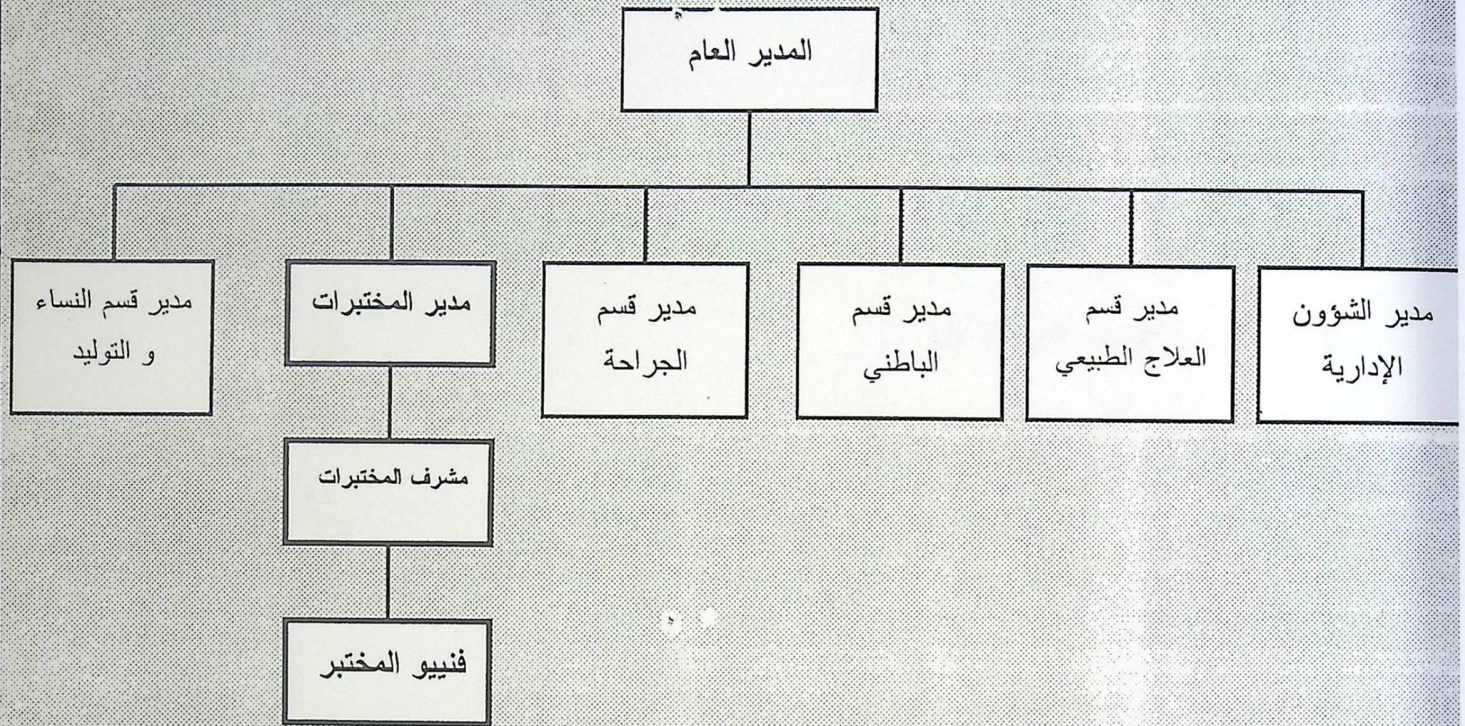 المدير العام
مدير الشؤون
الإدارية
مدير قسم
العلاج الطبيعي
مدير قسم
الباطني
مدير قسم
الجراحة
مدير المختبرات
مدير قسم النساء
و التوليد
مشرف المختبرات
فنييو المختبر